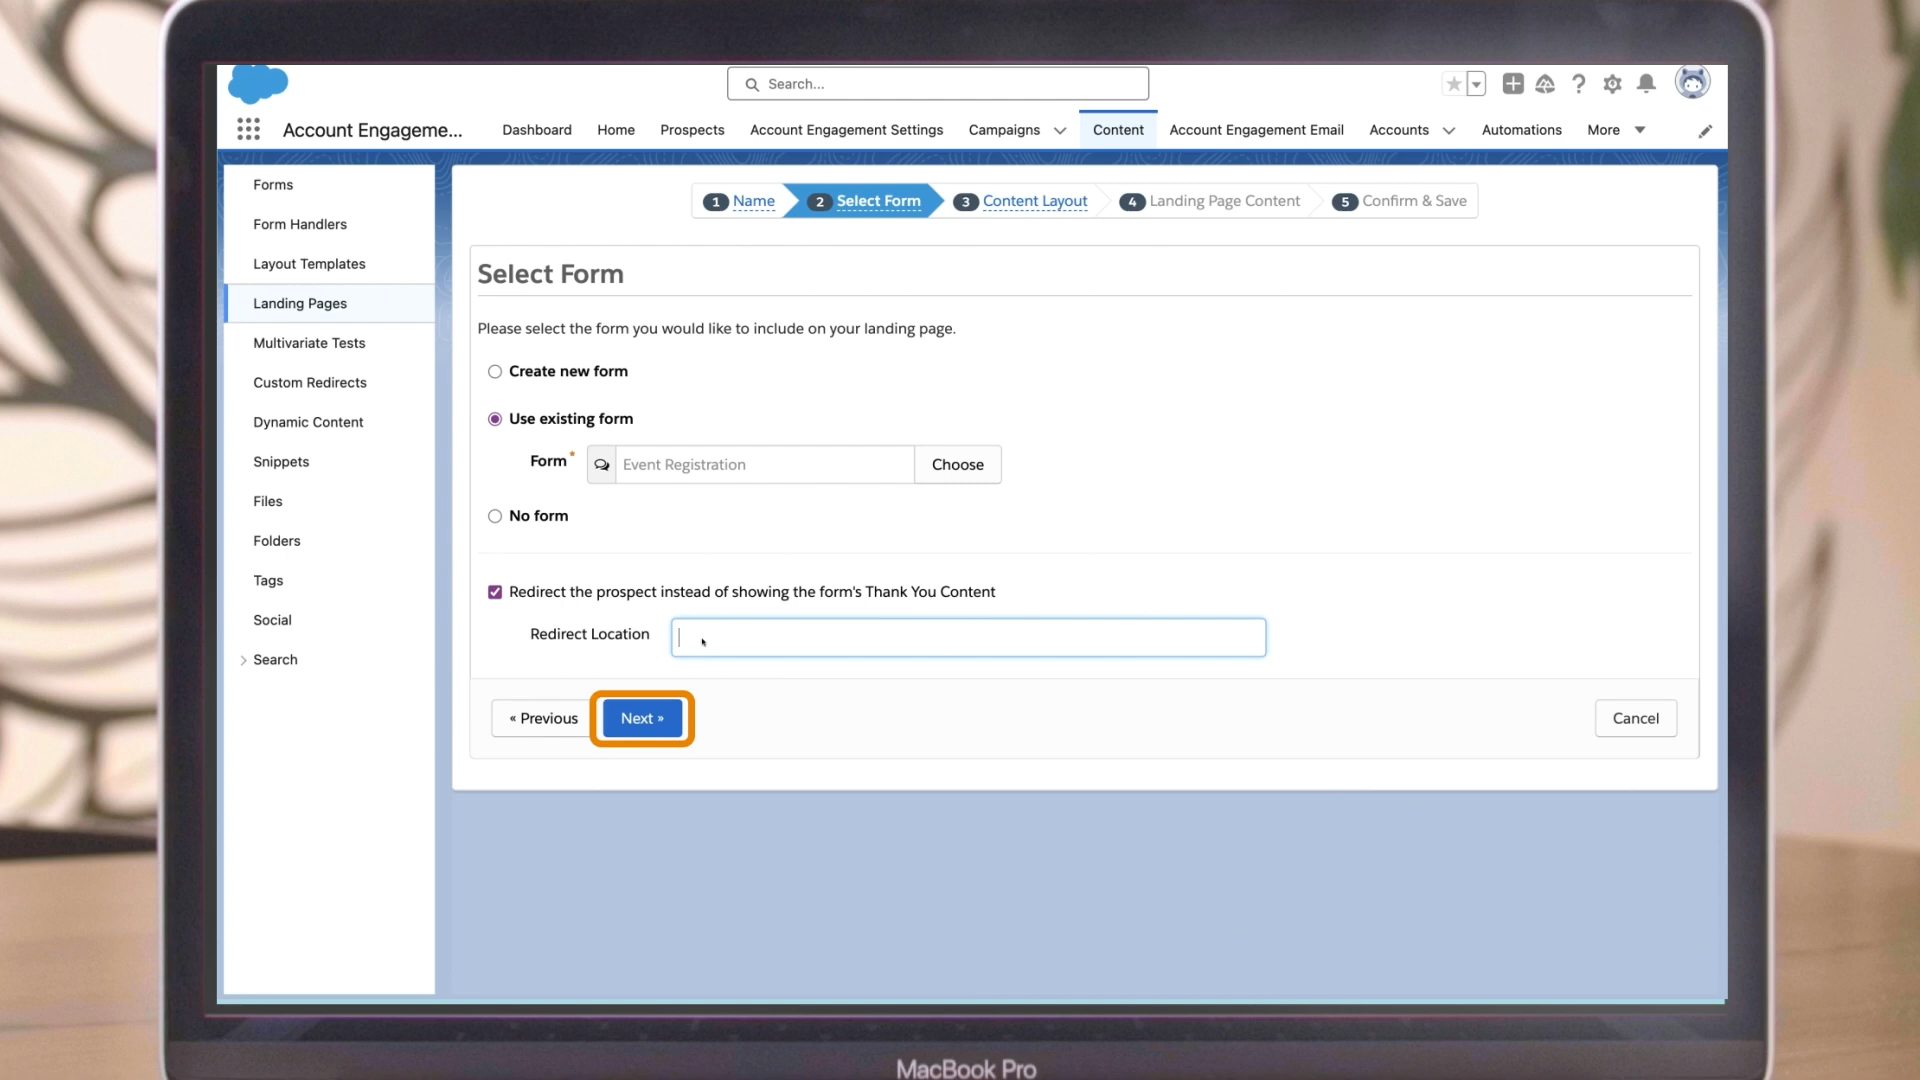 Search...
Account Engageme... Dashboard Home Prospects Account Engagement Settings Campaigns Content Account Engagement Email Accounts Automations More
Forms
Form Handlers
Layout Templates
Landing Pages
Multivariate Tests
Custom Redirects
Dynamic Content
Snippets
Files
Folders
Tags
Social
Search
1 Name 2 Select Form 3 Content Layout 4 Landing Page Content 5 Confirm & Save
Select Form
Please select the form you would like to include on your landing page.
Create new form
Use existing form
Form* Event Registration Choose
No form
Redirect the prospect instead of showing the form's Thank You Content
Redirect Location
« Previous Next » Cancel
MacBook Pro